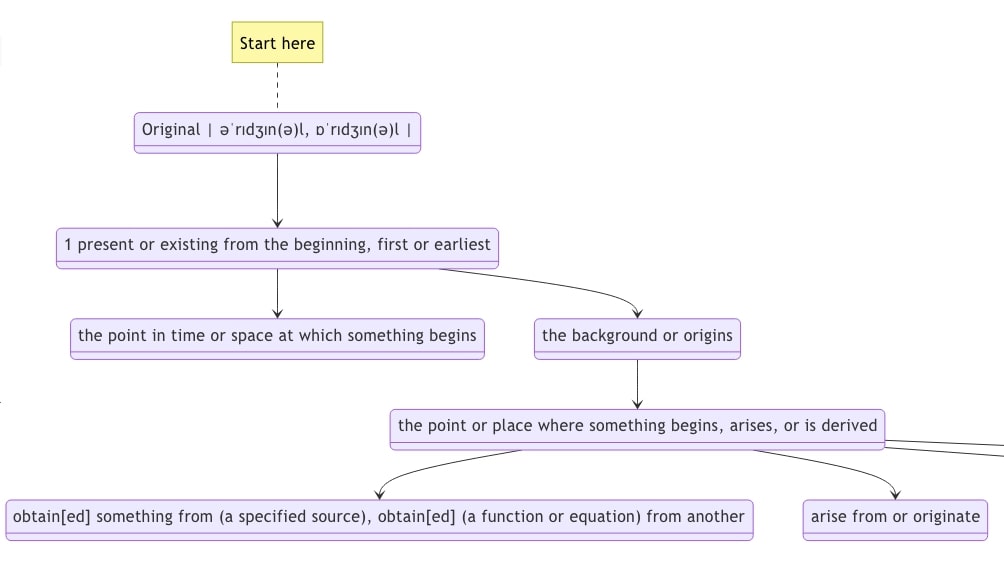 Start here
Original | əˈrɪdʒɪn(ə)l, ɒˈrɪdʒɪn(ə)l |
1 present or existing from the beginning, first or earliest
the point in time or space at which something begins
the background or origins
the point or place where something begins, arises, or is derived
obtain[ed] something from (a specified source), obtain[ed] (a function or equation) from another
arise from or originate